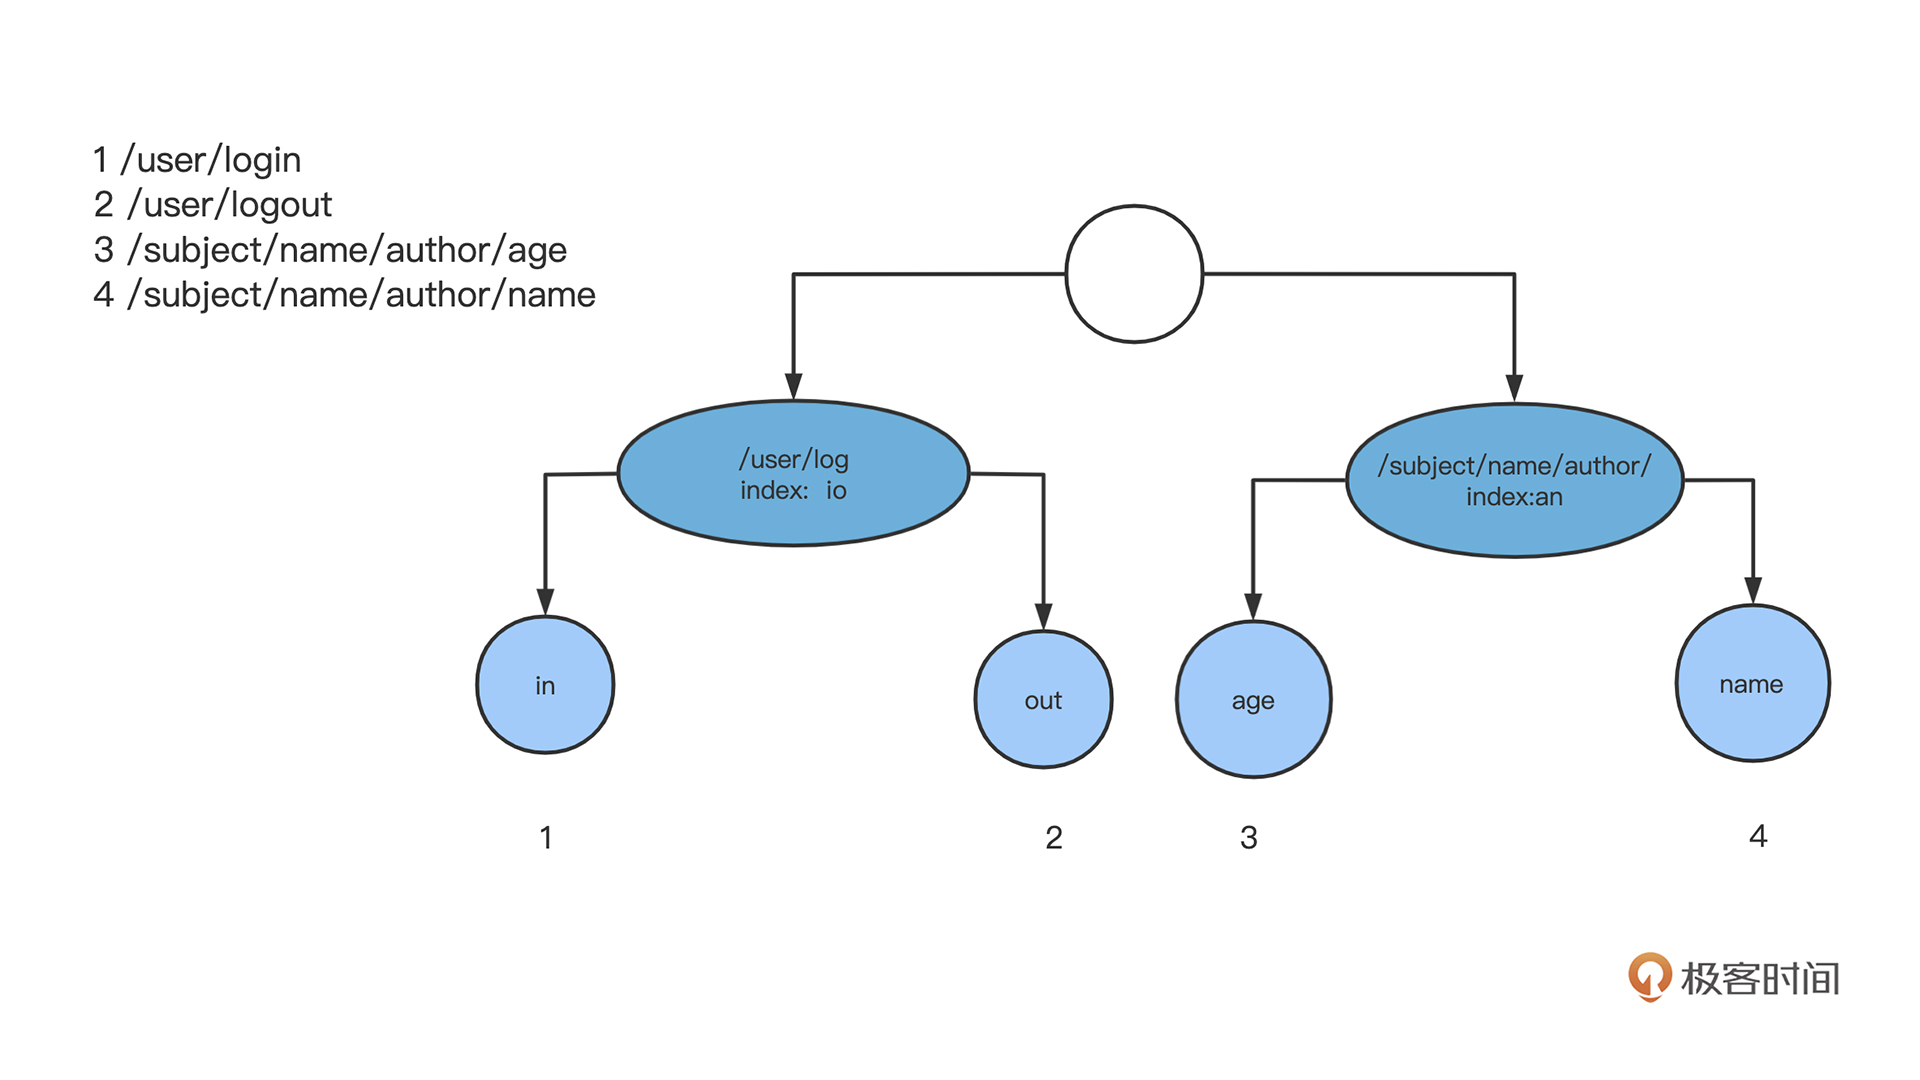 1 /user/login
2 /user/logout
3 /subject/name/author/age
4 /subject/name/author/name
/user/log
index: io
/subject/name/author/
index:an
in
out
age
name
1
2
3
4
极客时间